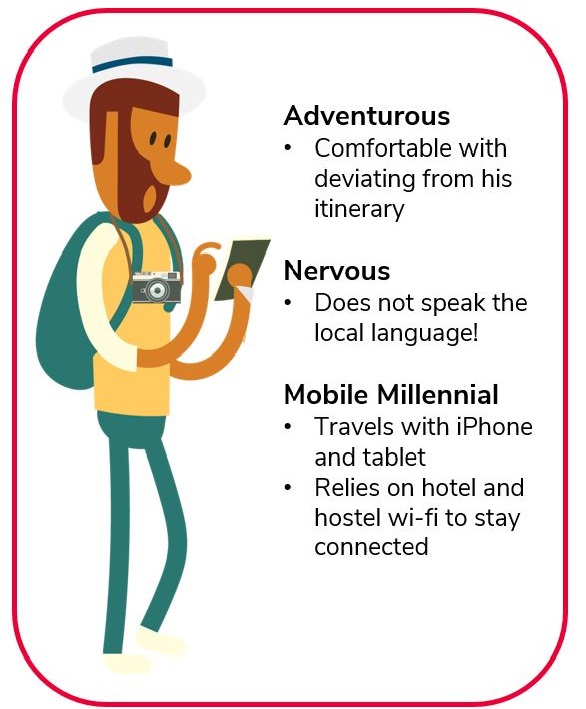 Adventurous
• Comfortable with
deviating from his
itinerary
Nervous
• Does not speak the
local language!
Mobile Millennial
• Travels with iPhone
and tablet
• Relies on hotel and
hostel wi-fi to stay
connected